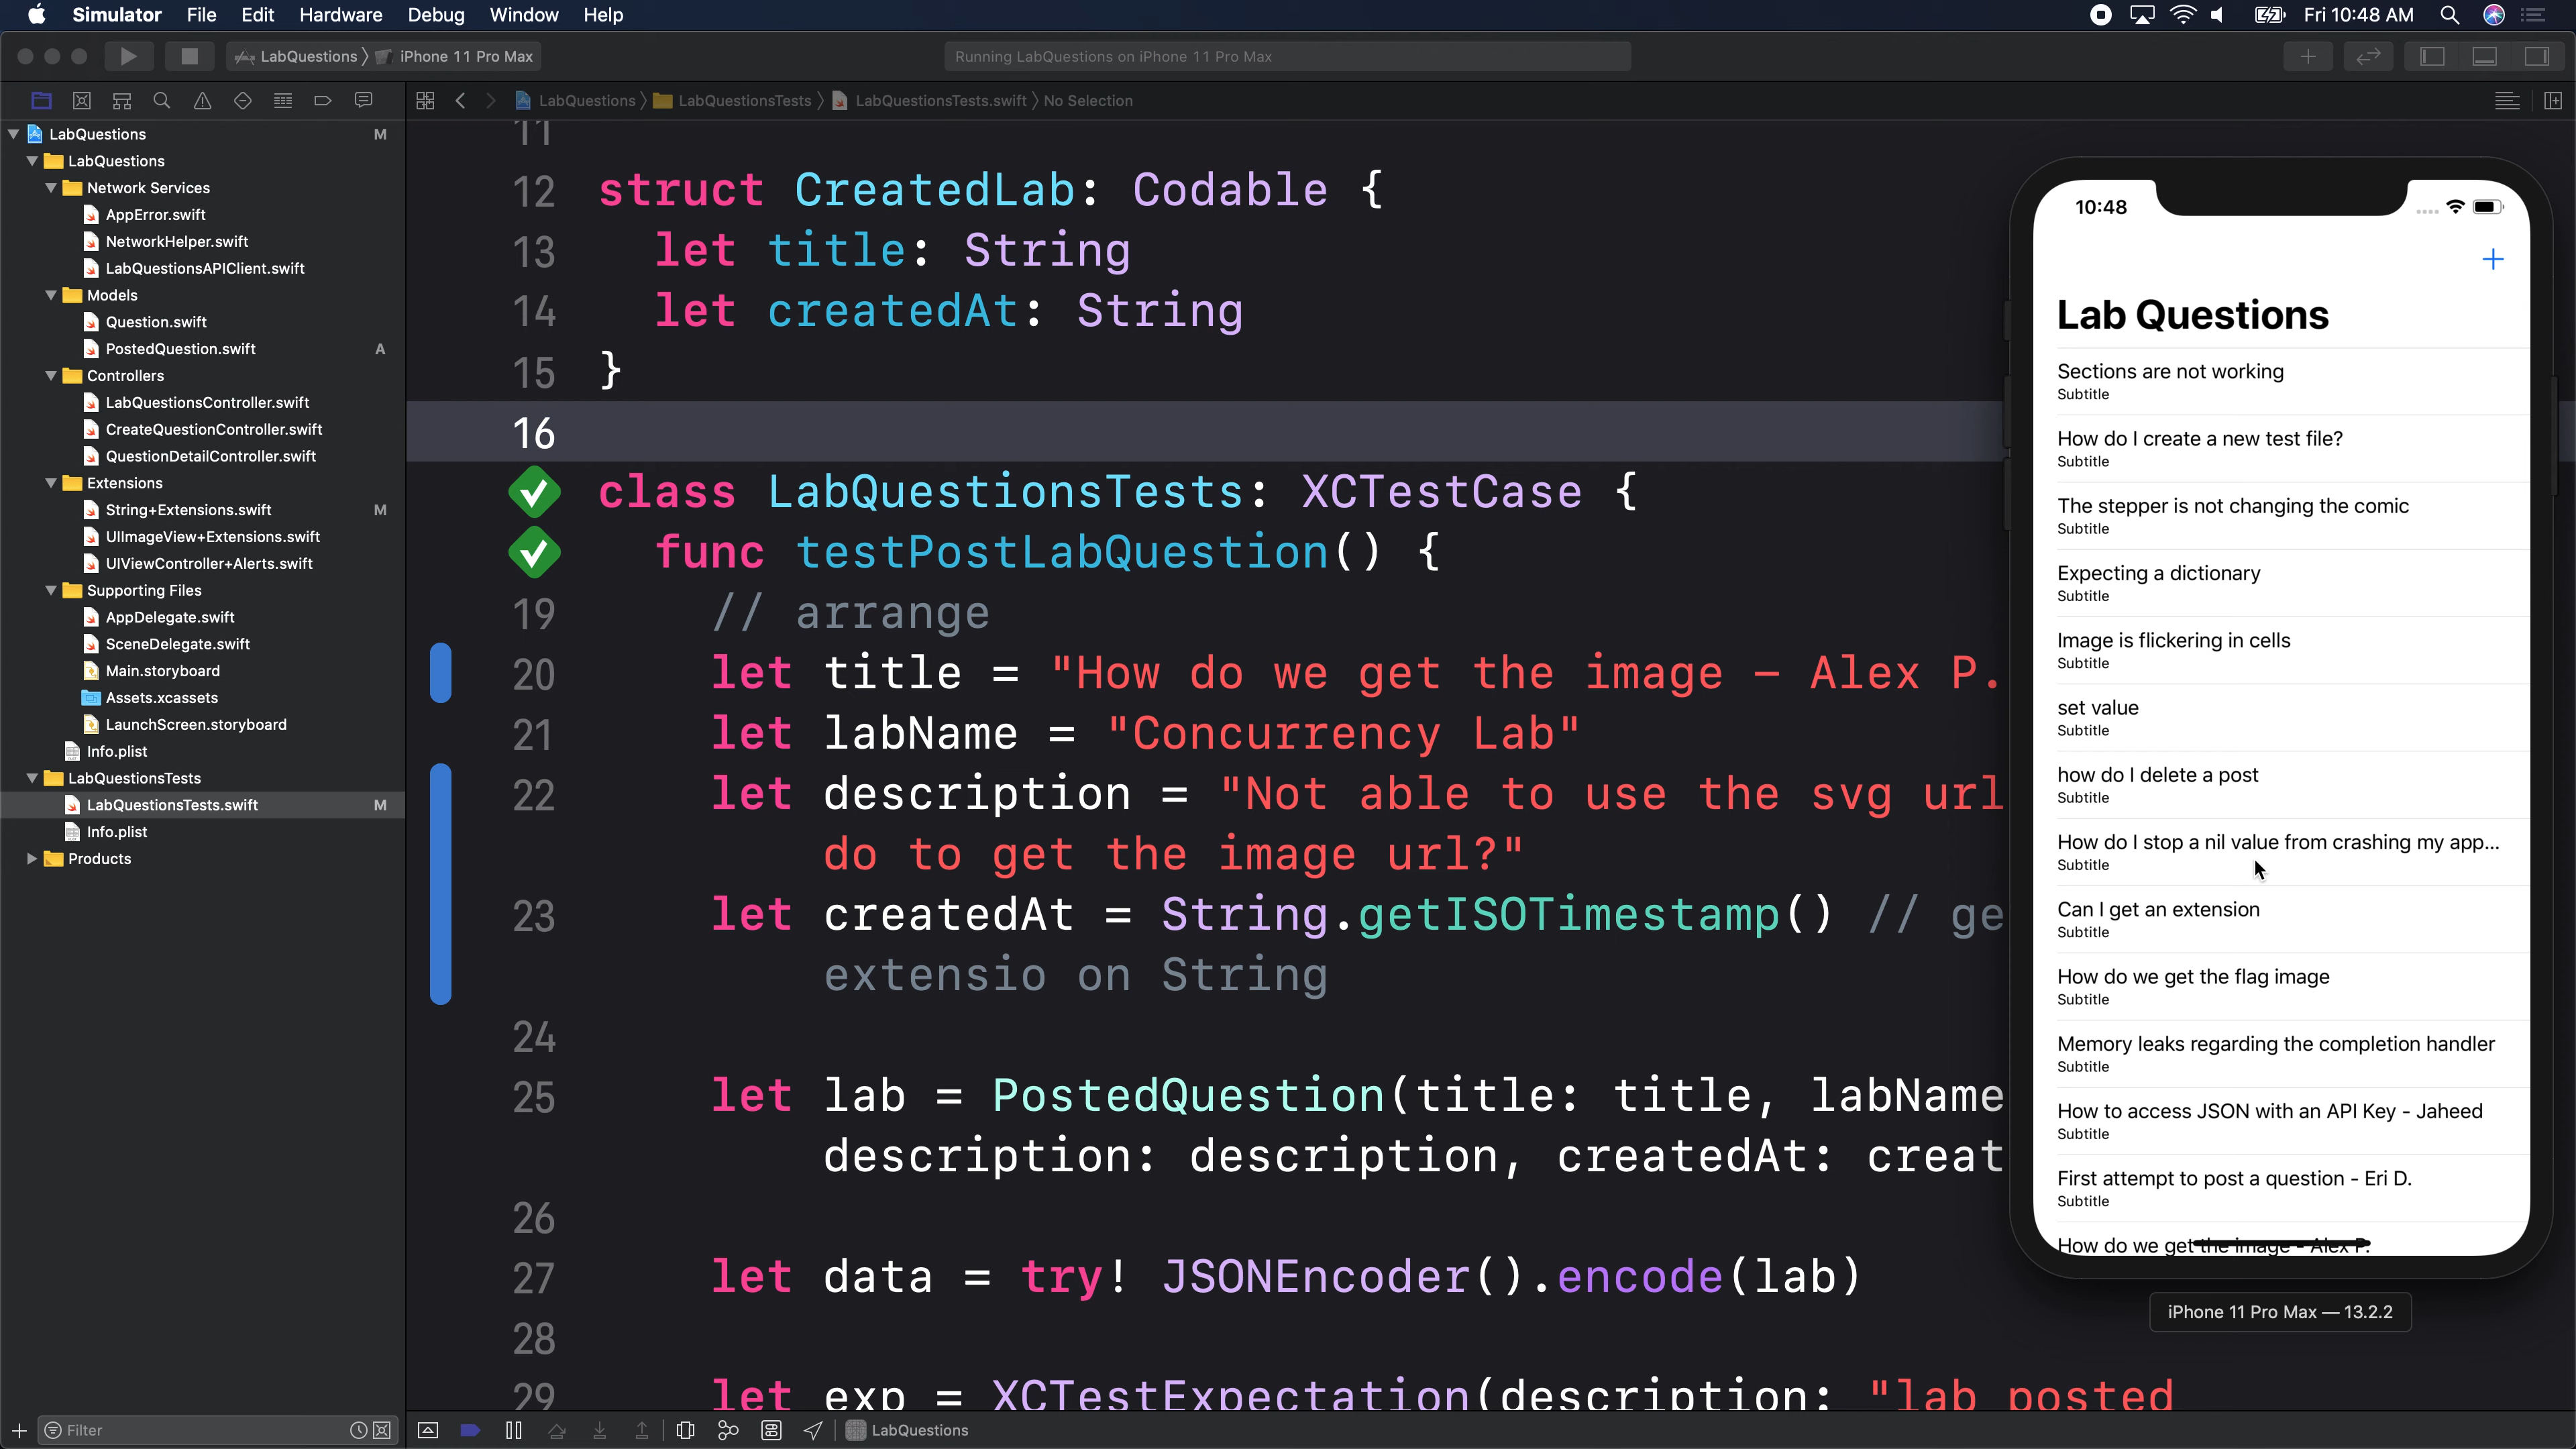 Simulator File Edit Hardware Debug Window Help Fri 10:48 AM
LabQuestions iPhone 11 Pro Max Running LabQuestions on iPhone 11 Pro Max
LabQuestions LabQuestionsTests LabQuestionsTests.swift No Selection
LabQuestions M
LabQuestions
Network Services
AppError.swift
NetworkHelper.swift
LabQuestionsAPIClient.swift
Models
Question.swift
PostedQuestion.swift A
Controllers
LabQuestionsController.swift
CreateQuestionController.swift
QuestionDetailController.swift
Extensions
String+Extensions.swift M
UIImageView+Extensions.swift
UIViewController+Alerts.swift
Supporting Files
AppDelegate.swift
SceneDelegate.swift
Main.storyboard
Assets.xcassets
LaunchScreen.storyboard
Info.plist
LabQuestionsTests
LabQuestionsTests.swift M
Info.plist
Products
Filter
11
12 struct CreatedLab: Codable {
13 let title: String
14 let createdAt: String
15 }
16
class LabQuestionsTests: XCTestCase {
func testPostLabQuestion() {
19 // arrange
20 let title = "How do we get the image – Alex P.
21 let labName = "Concurrency Lab"
22 let description = "Not able to use the svg url
do to get the image url?"
23 let createdAt = String.getISOTimestamp() // ge
extensio on String
24
25 let lab = PostedQuestion(title: title, labName
description: description, createdAt: creat
26
27 let data = try! JSONEncoder().encode(lab)
28
29 let exp = XCTestExpectation(description: "lab posted
LabQuestions
10:48
Lab Questions
Sections are not working
Subtitle
How do I create a new test file?
Subtitle
The stepper is not changing the comic
Subtitle
Expecting a dictionary
Subtitle
Image is flickering in cells
Subtitle
set value
Subtitle
how do I delete a post
Subtitle
How do I stop a nil value from crashing my app...
Subtitle
Can I get an extension
Subtitle
How do we get the flag image
Subtitle
Memory leaks regarding the completion handler
Subtitle
How to access JSON with an API Key - Jaheed
Subtitle
First attempt to post a question - Eri D.
Subtitle
How do we get the image - Alex P.
iPhone 11 Pro Max — 13.2.2